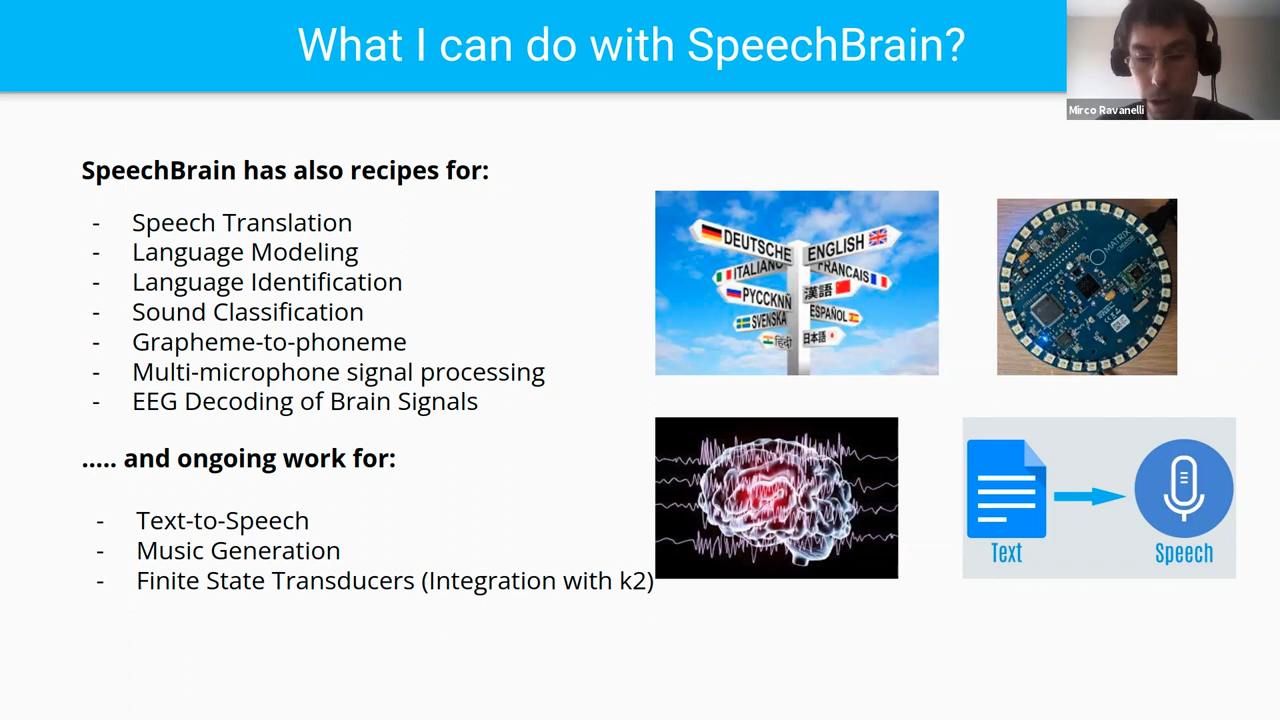 What I can do with SpeechBrain?
Mirco Ravanelli
SpeechBrain has also recipes for:
- Speech Translation
- Language Modeling
- Language Identification
- Sound Classification
- Grapheme-to-phoneme
- Multi-microphone signal processing
- EEG Decoding of Brain Signals
..... and ongoing work for:
- Text-to-Speech
- Music Generation
- Finite State Transducers (Integration with k2)
DEUTSCHE
ENGLISH
ITALIANO
FRANCAIS
РУССКNЙ
漢語
SVENSKA
ESPAÑOL
हिन्दी
日本語
MATRIX
Text
Speech